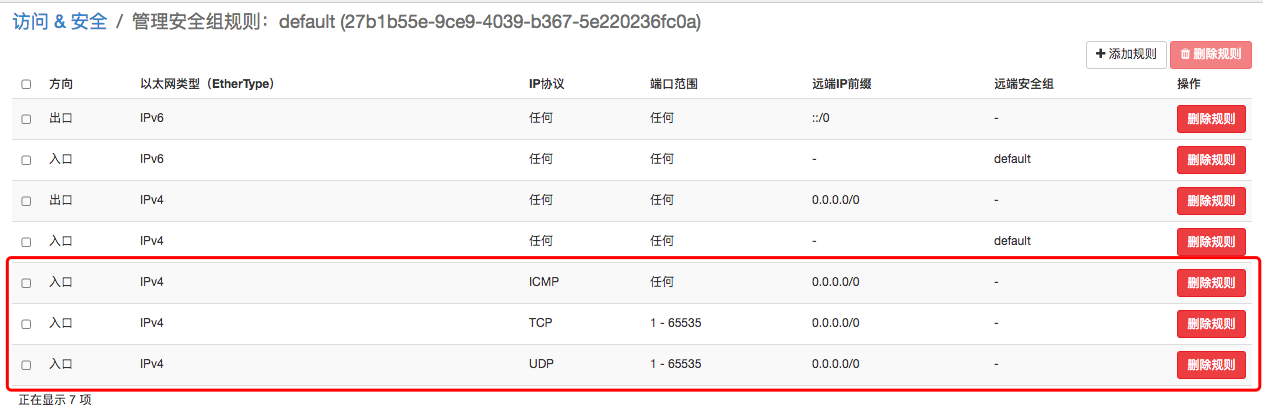 访问 & 安全 / 管理安全组规则：default (27b1b55e-9ce9-4039-b367-5e220236fc0a)
添加规则 删除规则
方向 以太网类型（EtherType） IP协议 端口范围 远端IP前缀 远端安全组 操作
出口 IPv6 任何 任何 ::/0 - 删除规则
入口 IPv6 任何 任何 - default 删除规则
出口 IPv4 任何 任何 0.0.0.0/0 - 删除规则
入口 IPv4 任何 任何 - default 删除规则
入口 IPv4 ICMP 任何 0.0.0.0/0 - 删除规则
入口 IPv4 TCP 1 - 65535 0.0.0.0/0 - 删除规则
入口 IPv4 UDP 1 - 65535 0.0.0.0/0 - 删除规则
正在显示 7 项